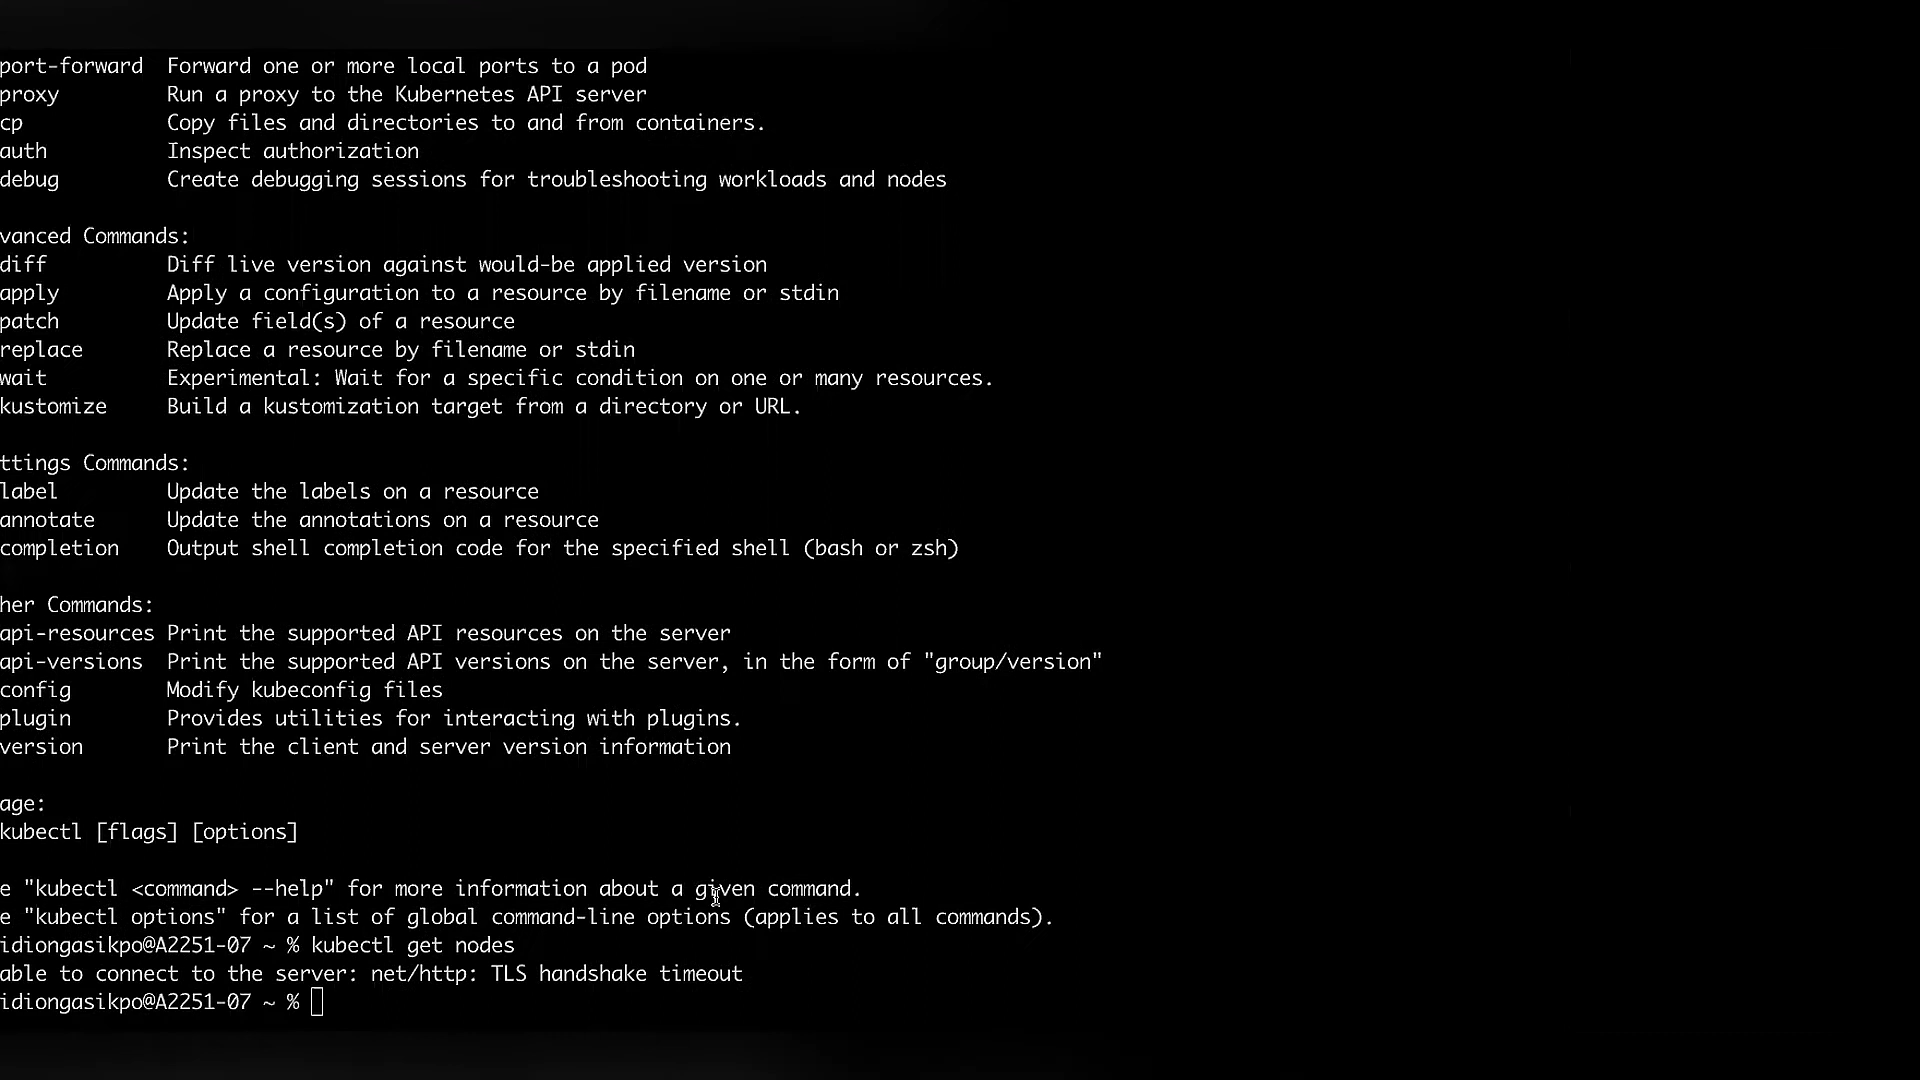 port-forward  Forward one or more local ports to a pod
proxy         Run a proxy to the Kubernetes API server
cp            Copy files and directories to and from containers.
auth          Inspect authorization
debug         Create debugging sessions for troubleshooting workloads and nodes
vanced Commands:
diff          Diff live version against would-be applied version
apply         Apply a configuration to a resource by filename or stdin
patch         Update field(s) of a resource
replace       Replace a resource by filename or stdin
wait          Experimental: Wait for a specific condition on one or many resources.
kustomize     Build a kustomization target from a directory or URL.
ttings Commands:
label         Update the labels on a resource
annotate      Update the annotations on a resource
completion    Output shell completion code for the specified shell (bash or zsh)
her Commands:
api-resources Print the supported API resources on the server
api-versions  Print the supported API versions on the server, in the form of "group/version"
config        Modify kubeconfig files
plugin        Provides utilities for interacting with plugins.
version       Print the client and server version information
age:
kubectl [flags] [options]
e "kubectl <command> --help" for more information about a given command.
e "kubectl options" for a list of global command-line options (applies to all commands).
idiongasikpo@A2251-07 ~ % kubectl get nodes
able to connect to the server: net/http: TLS handshake timeout
idiongasikpo@A2251-07 ~ %